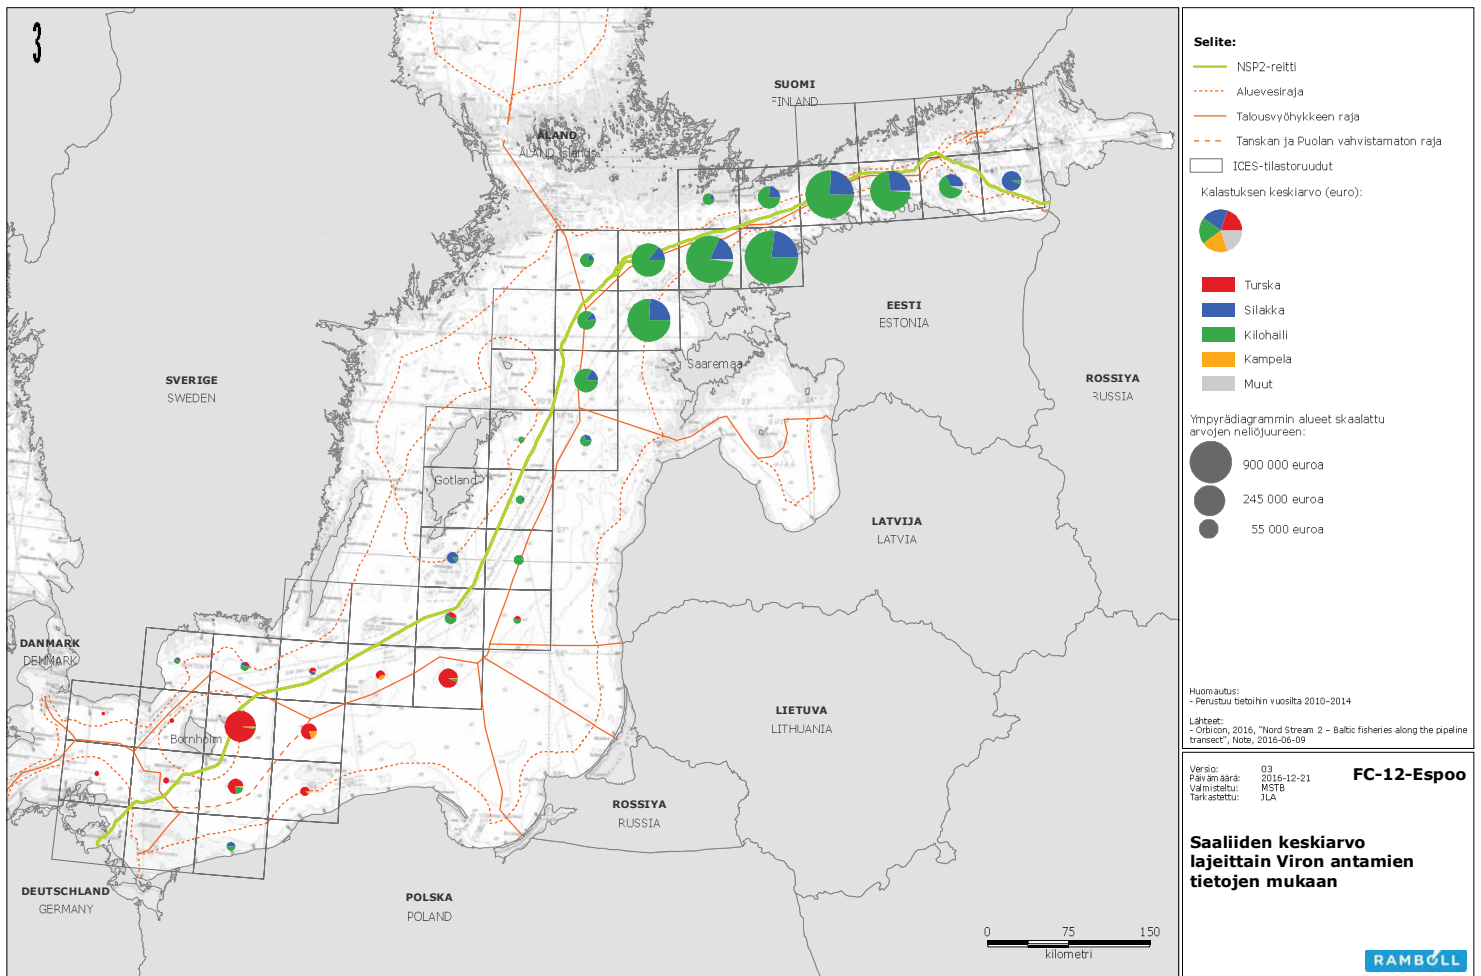 3
SUOMI
FINLAND
ÅLAND
ÅLAND Islands
EESTI
ESTONIA
Saaremaa
ROSSIYA
RUSSIA
SVERIGE
SWEDEN
Gotland
LATVIJA
LATVIA
DANMARK
DENMARK
LIETUVA
LITHUANIA
Bornholm
ROSSIYA
RUSSIA
DEUTSCHLAND
GERMANY
POLSKA
POLAND
0 75 150
kilometri
Selite:
NSP2-reitti
Aluevesiraja
Talousvyöhykkeen raja
Tanskan ja Puolan vahvistamaton raja
ICES-tilastoruudut
Kalastuksen keskiarvo (euro):
Turska
Silakka
Kilohaili
Kampela
Muut
Ympyrädiagrammin alueet skaalattu
arvojen neliöjuureen:
900 000 euroa
245 000 euroa
55 000 euroa
Huomautus:
- Perustuu tietoihin vuosilta 2010-2014
Lähteet:
- Orbicon, 2016, "Nord Stream 2 - Baltic fisheries along the pipeline
transect", Note, 2016-06-09
Versio: 03
Päivämäärä: 2016-12-21
Valmisteltu: MSTB
Tarkastettu: JLA
FC-12-Espoo
Saaliiden keskiarvo
lajeittain Viron antamien
tietojen mukaan
RAMBOLL